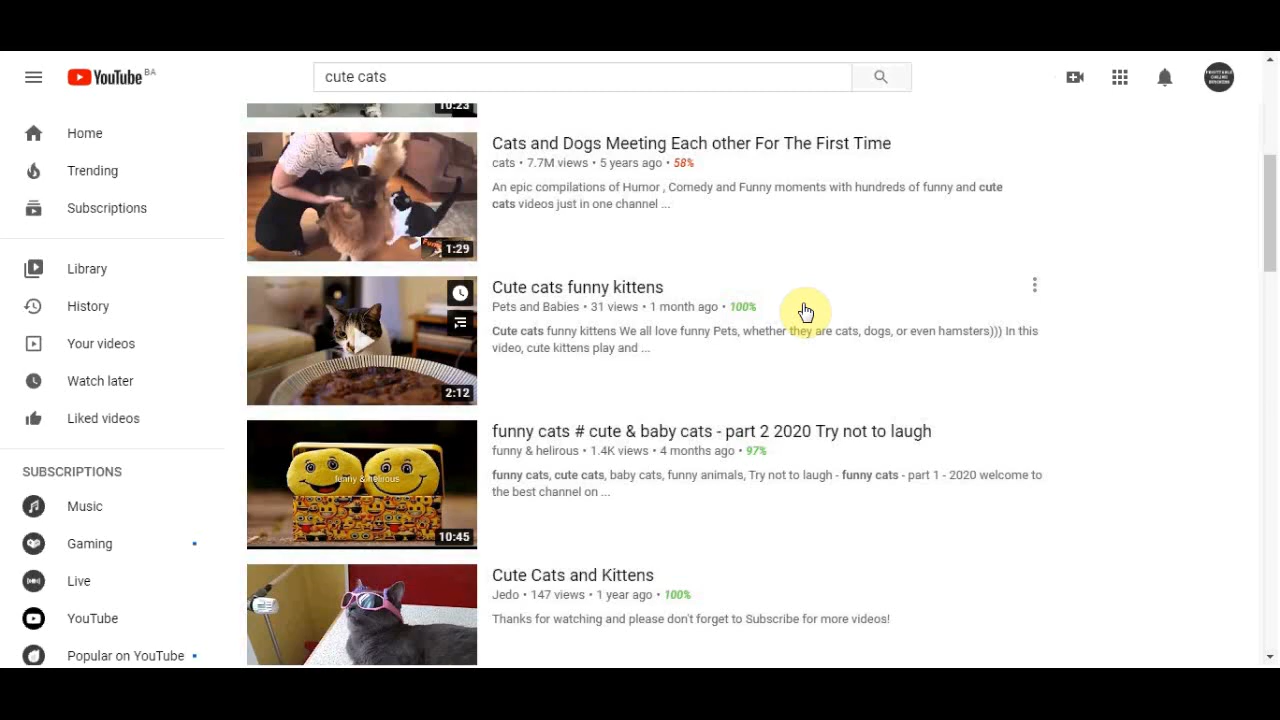 YouTube BA
cute cats
Home
Trending
Subscriptions
Library
History
Your videos
Watch later
Liked videos
SUBSCRIPTIONS
Music
Gaming
Live
YouTube
Popular on YouTube
10:23
Cats and Dogs Meeting Each other For The First Time
cats • 7.7M views • 5 years ago • 58%
An epic compilations of Humor , Comedy and Funny moments with hundreds of funny and cute
cats videos just in one channel ...
1:29
Cute cats funny kittens
Pets and Babies • 31 views • 1 month ago • 100%
Cute cats funny kittens We all love funny Pets, whether they are cats, dogs, or even hamsters))) In this
video, cute kittens play and ...
2:12
funny cats # cute & baby cats - part 2 2020 Try not to laugh
funny & helirous • 1.4K views • 4 months ago • 97%
funny cats, cute cats, baby cats, funny animals, Try not to laugh - funny cats - part 1 - 2020 welcome to
the best channel on ...
funny & helirous
10:45
Cute Cats and Kittens
Jedo • 147 views • 1 year ago • 100%
Thanks for watching and please don't forget to Subscribe for more videos!